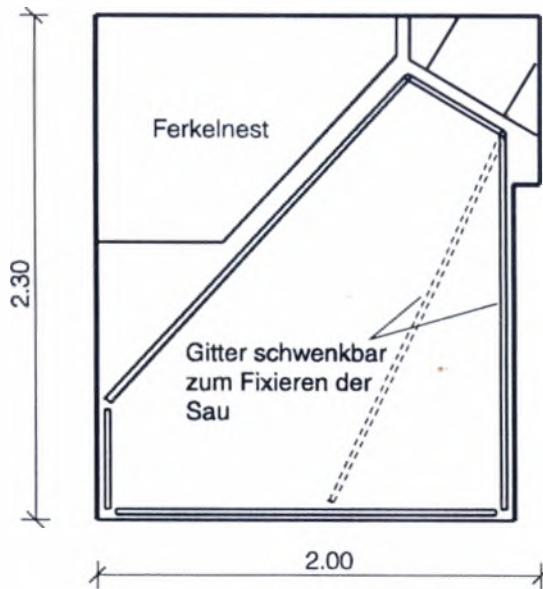 Ferkelnest
2.30
Gitter schwenkbar
zum Fixieren der
Sau
2.00